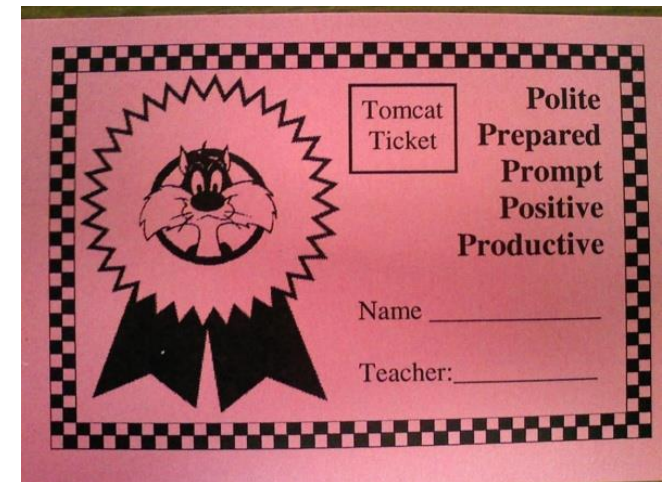 Tomcat
Ticket
Polite
Prepared
Prompt
Positive
Productive
Name
Teacher: